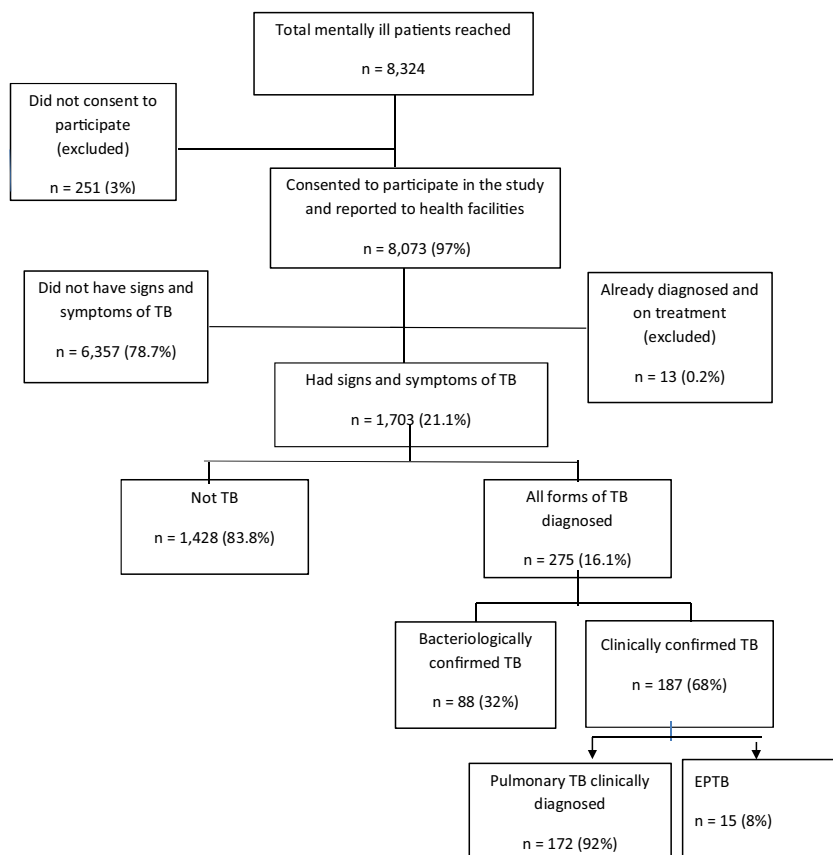 Total mentally ill patients reached
n = 8,324
Did not consent to
participate
(excluded)
n = 251 (3%)
Consented to participate in the study
and reported to health facilities
n = 8,073 (97%)
Did not have signs and
symptoms of TB
n = 6,357 (78.7%)
Already diagnosed and
on treatment
(excluded)
n = 13 (0.2%)
Had signs and symptoms of TB
n = 1,703 (21.1%)
Not TB
n = 1,428 (83.8%)
All forms of TB
diagnosed
n = 275 (16.1%)
Bacteriologically
confirmed TB
n = 88 (32%)
Clinically confirmed TB
n = 187 (68%)
Pulmonary TB clinically
diagnosed
n = 172 (92%)
EPTB
n = 15 (8%)